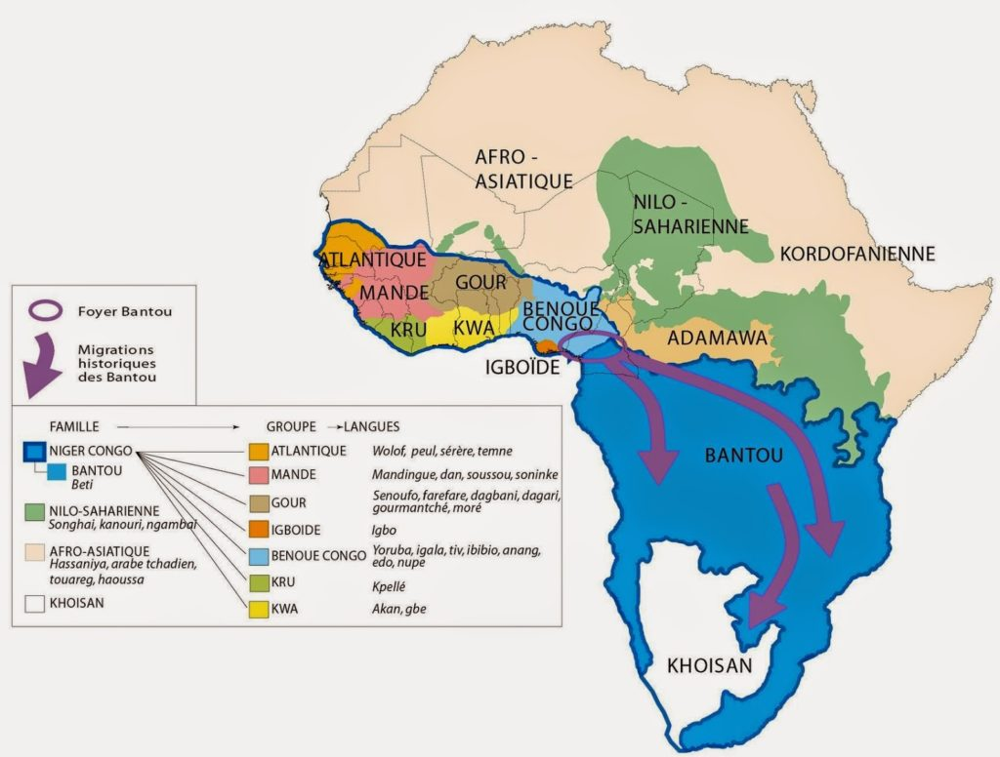 AFRO -
ASIATIQUE
NILO -
SAHARIENNE
KORDOFANIENNE
ATLANTIQUE
MANDE
GOUR
BENOUE
CONGO
KRU
KWA
ADAMAWA
IGBOÏDE
BANTOU
KHOISAN
Foyer Bantou
Migrations
historiques
des Bantou
FAMILLE
GROUPE
LANGUES
NIGER CONGO
BANTOU
Beti
NILO-SAHARIENNE
Songhai, kanouri, ngambai
AFRO-ASIATIQUE
Hassaniya, arabe tchadien,
touareg, haoussa
KHOISAN
ATLANTIQUE
Wolof, peul, sérère, temne
MANDE
Mandingue, dan, soussou, soninke
GOUR
Senoufo, farefare, dagbani, dagari,
gourmantché, moré
IGBOIDE
Igbo
BENOUE CONGO
Yoruba, igala, tiv, ibibio, anang,
edo, nupe
KRU
Kpellé
KWA
Akan, gbe